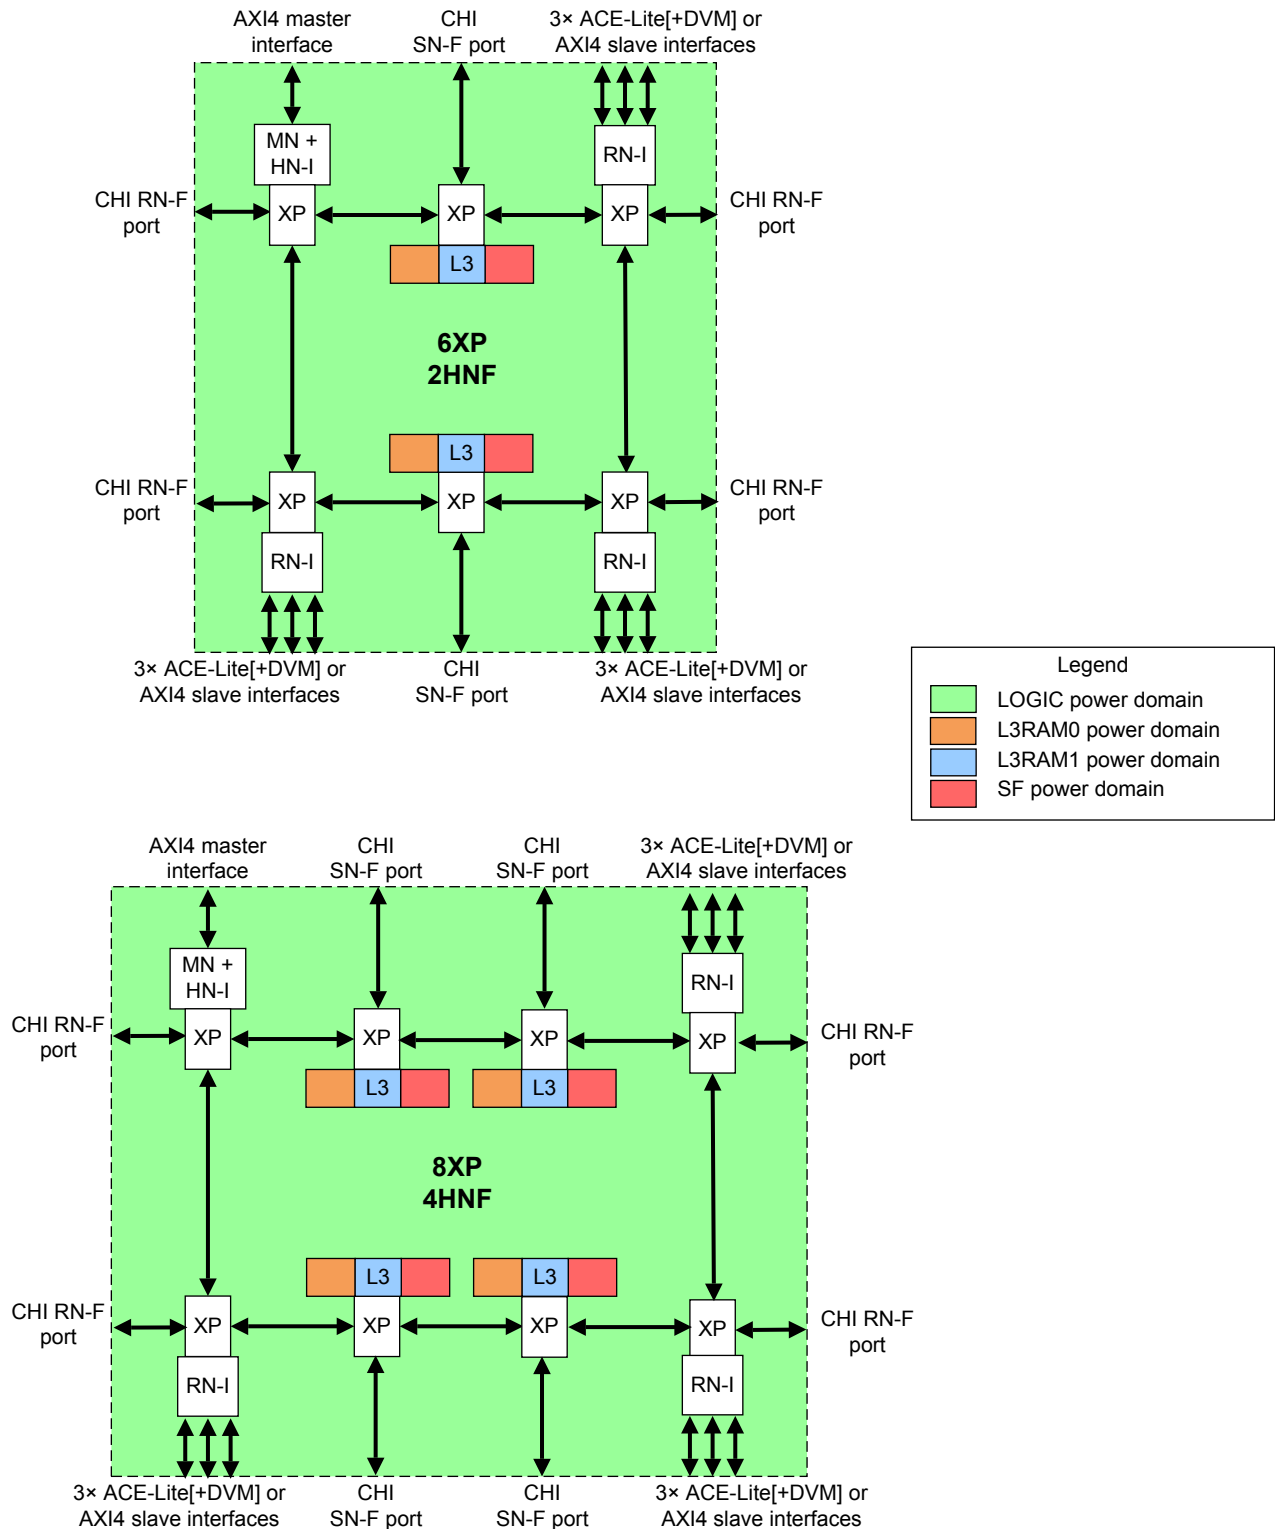 AXI4 master
interface
CHI
SN-F port
3× ACE-Lite[+DVM] or
AXI4 slave interfaces
MN +
HN-I
RN-I
CHI RN-F
port
XP
XP
XP
CHI RN-F
port
L3
6XP
2HNF
L3
CHI RN-F
port
XP
XP
XP
CHI RN-F
port
RN-I
RN-I
3× ACE-Lite[+DVM] or
AXI4 slave interfaces
CHI
SN-F port
3× ACE-Lite[+DVM] or
AXI4 slave interfaces
Legend
LOGIC power domain
L3RAM0 power domain
L3RAM1 power domain
SF power domain
AXI4 master
interface
CHI
SN-F port
CHI
SN-F port
3× ACE-Lite[+DVM] or
AXI4 slave interfaces
MN +
HN-I
RN-I
CHI RN-F
port
XP
XP
XP
XP
CHI RN-F
port
L3
L3
8XP
4HNF
L3
L3
CHI RN-F
port
XP
XP
XP
XP
CHI RN-F
port
RN-I
RN-I
3× ACE-Lite[+DVM] or
AXI4 slave interfaces
CHI
SN-F port
CHI
SN-F port
3× ACE-Lite[+DVM] or
AXI4 slave interfaces